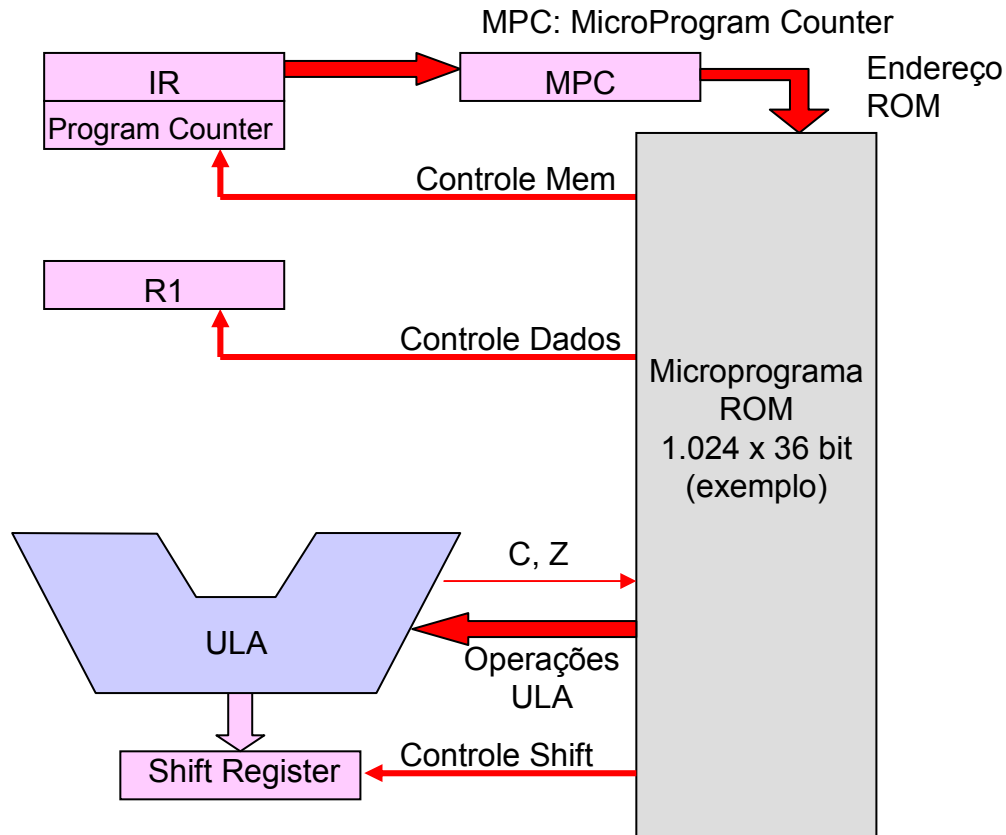 MPC: MicroProgram Counter
IR
MPC
Endereço
ROM
Program Counter
Controle Mem
R1
Controle Dados
Microprograma
ROM
1.024 x 36 bit
(exemplo)
C, Z
ULA
Operações
ULA
Controle Shift
Shift Register